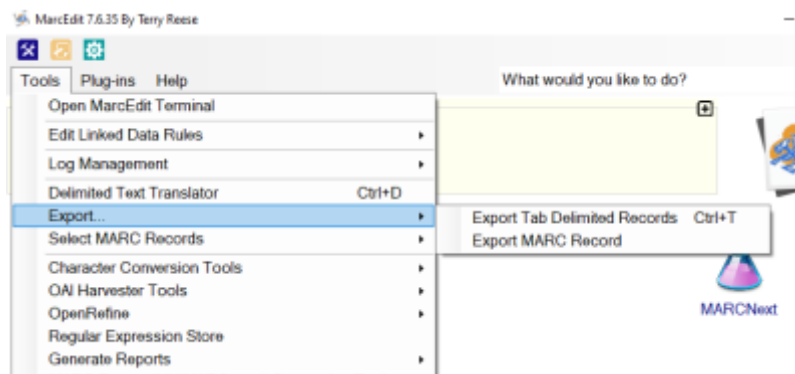 MarcEdit 7.6.35 By Terry Reese
Tools Plug-ins Help What would you like to do?
Open MarcEdit Terminal
Edit Linked Data Rules
Log Management
Delimited Text Translator Ctrl+D
Export... Export Tab Delimited Records Ctrl+T
Select MARC Records Export MARC Record
Character Conversion Tools
OAI Harvester Tools
OpenRefine MARCNext
Regular Expression Store
Generate Reports